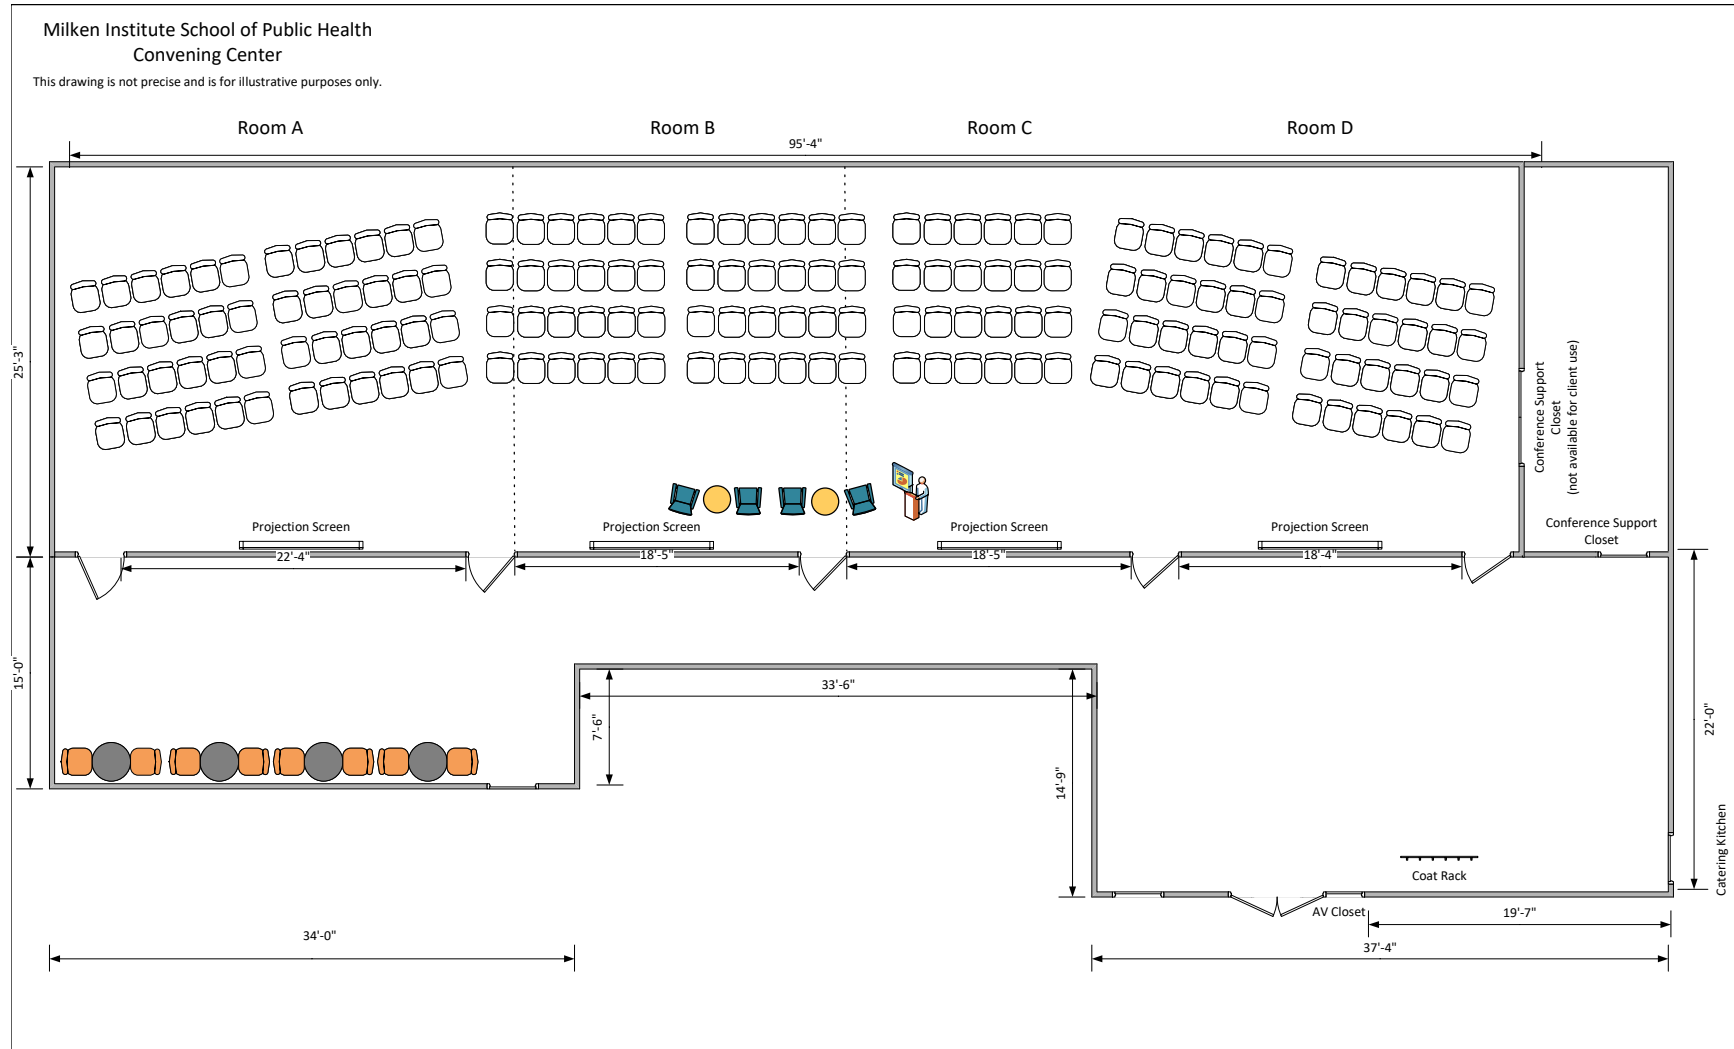 Milken Institute School of Public Health
Convening Center
This drawing is not precise and is for illustrative purposes only.
Room A
Room B
Room C
Room D
95'-4"
25'-3"
Conference Support
Closet
(not available for client use)
Projection Screen
Projection Screen
Projection Screen
Projection Screen
Conference Support
Closet
22'-4"
18'-5"
18'-5"
18'-4"
15'-0"
33'-6"
7'-6"
14'-9"
22'-0"
Catering Kitchen
Coat Rack
AV Closet
19'-7"
34'-0"
37'-4"